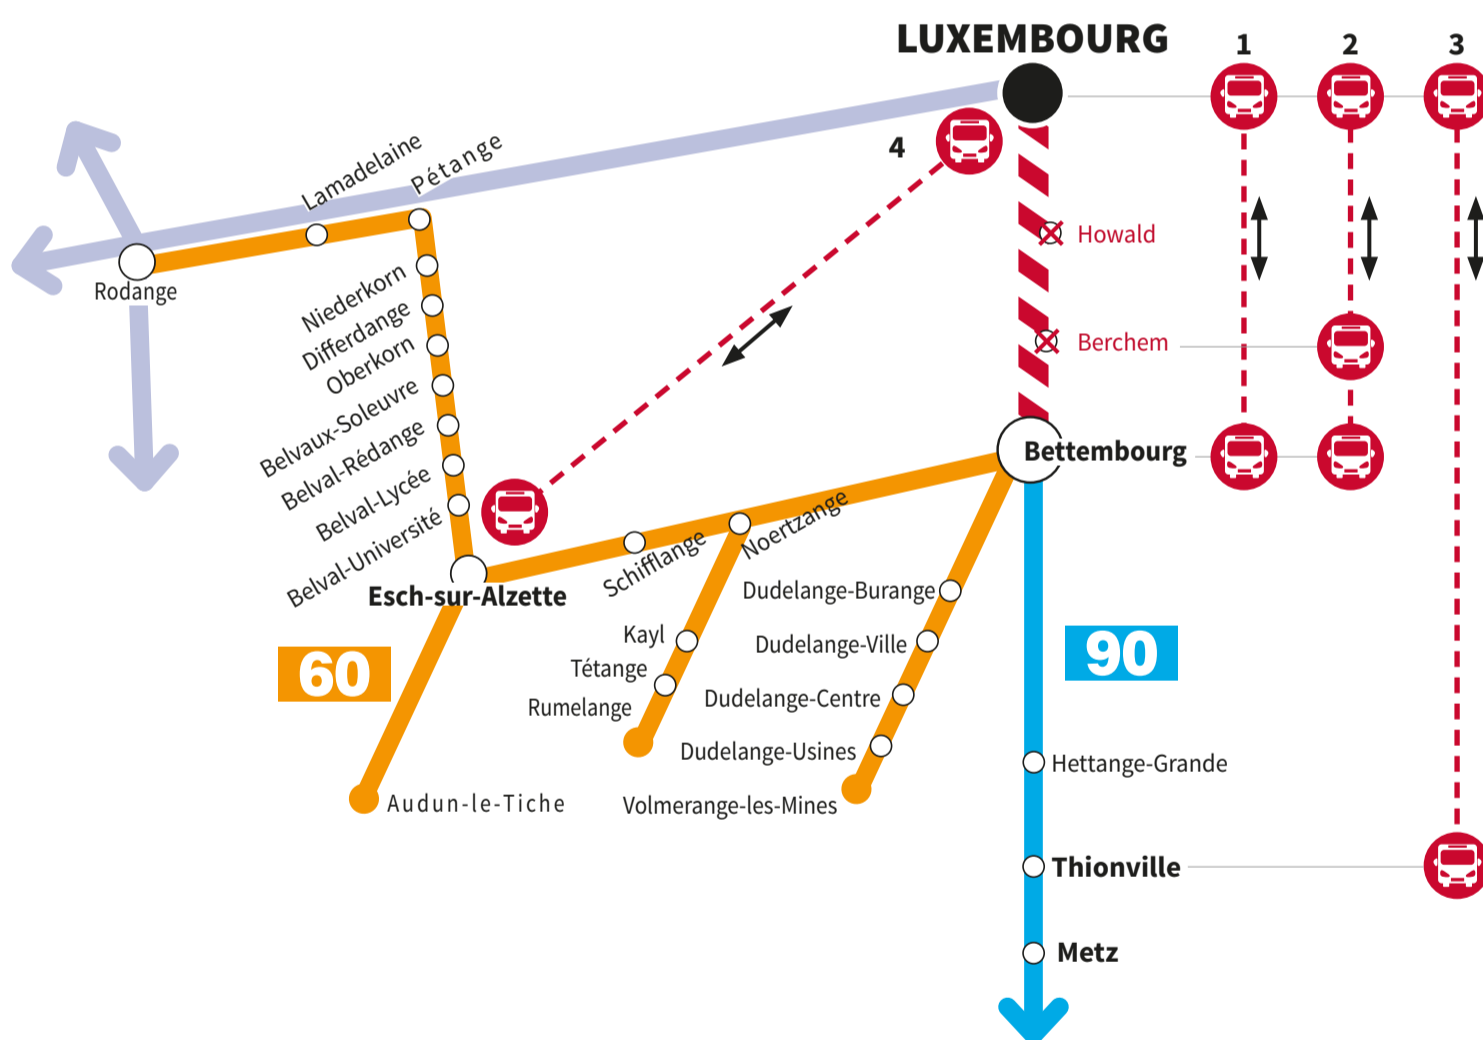 LUXEMBOURG
1
2
3
4
Lamadelaine
Pétange
Howald
Rodange
Niederkorn
Differdange
Berchem
Oberkorn
Belvaux-Soleuvre
Belval-Rédange
Bettembourg
Belval-Lycée
Belval-Université
Noertzange
Schifflange
Esch-sur-Alzette
Dudelange-Burange
Kayl
Dudelange-Ville
90
60
Tétange
Dudelange-Centre
Rumelange
Dudelange-Usines
Hettange-Grande
Audun-le-Tiche
Volmerange-les-Mines
Thionville
Metz